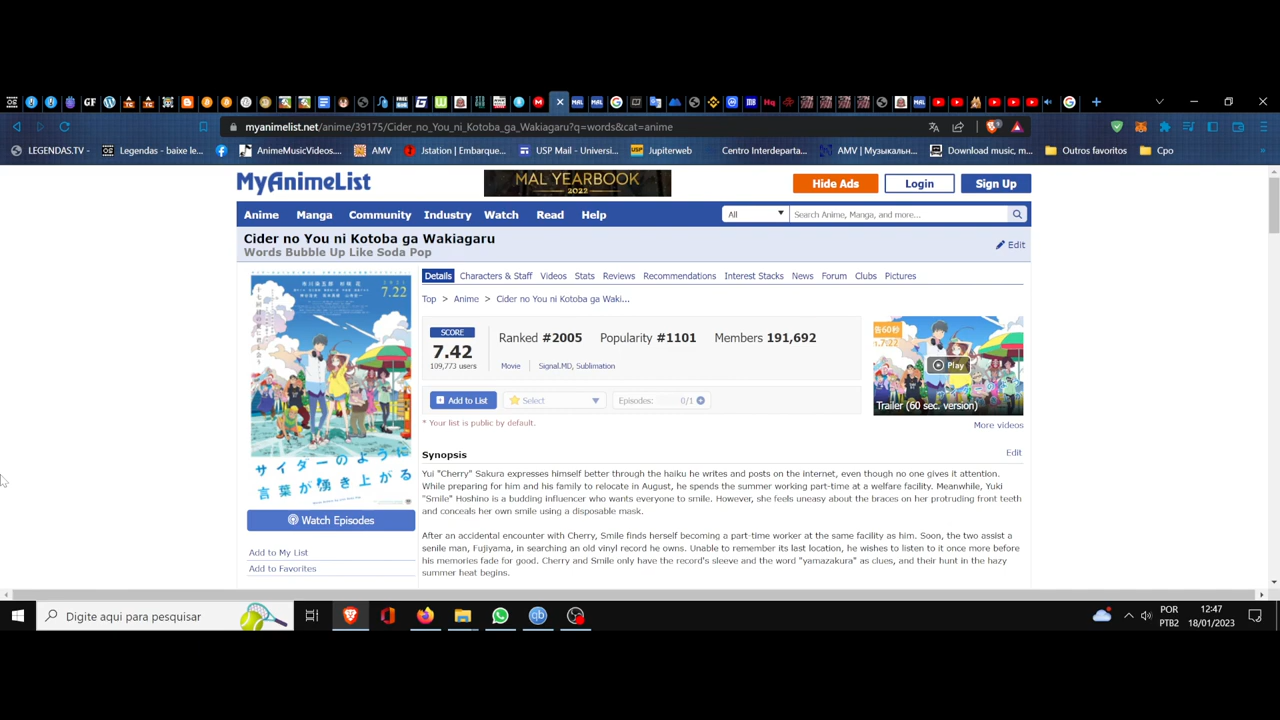 myanimelist.net/anime/39175/Cider_no_You_ni_Kotoba_ga_Wakiagaru?q=words&cat=anime
LEGENDAS.TV -
Legendas - baixe le...
AnimeMusicVideos....
AMV
Jstation | Embarque...
USP Mail - Universi...
Jupiterweb
Centro Interdeparta...
AMV | Музыкальн...
Download music, m...
Outros favoritos
Cpo
MyAnimeList
MAL YEARBOOK
2022
Hide Ads
Login
Sign Up
Anime
Manga
Community
Industry
Watch
Read
Help
All
Search Anime, Manga, and more...
Cider no You ni Kotoba ga Wakiagaru
Words Bubble Up Like Soda Pop
Edit
Details
Characters & Staff
Videos
Stats
Reviews
Recommendations
Interest Stacks
News
Forum
Clubs
Pictures
Top > Anime > Cider no You ni Kotoba ga Waki...
7.22
SCORE
7.42
109,773 users
Ranked #2005
Popularity #1101
Members 191,692
Movie
Signal.MD, Sublimation
告60秒
1.7.22
Play
Trailer (60 sec. version)
Add to List
Select
Episodes: 0/1
* Your list is public by default.
More videos
Synopsis
Edit
Yui "Cherry" Sakura expresses himself better through the haiku he writes and posts on the internet, even though no one gives it attention.
While preparing for him and his family to relocate in August, he spends the summer working part-time at a welfare facility. Meanwhile, Yuki
"Smile" Hoshino is a budding influencer who wants everyone to smile. However, she feels uneasy about the braces on her protruding front teeth
and conceals her own smile using a disposable mask.
After an accidental encounter with Cherry, Smile finds herself becoming a part-time worker at the same facility as him. Soon, the two assist a
senile man, Fujiyama, in searching an old vinyl record he owns. Unable to remember its last location, he wishes to listen to it once more before
his memories fade for good. Cherry and Smile only have the record's sleeve and the word "yamazakura" as clues, and their hunt in the hazy
summer heat begins.
サイダーのように
言葉が湧き上がる
Watch Episodes
Add to My List
Add to Favorites
Digite aqui para pesquisar
POR
PTB2
12:47
18/01/2023